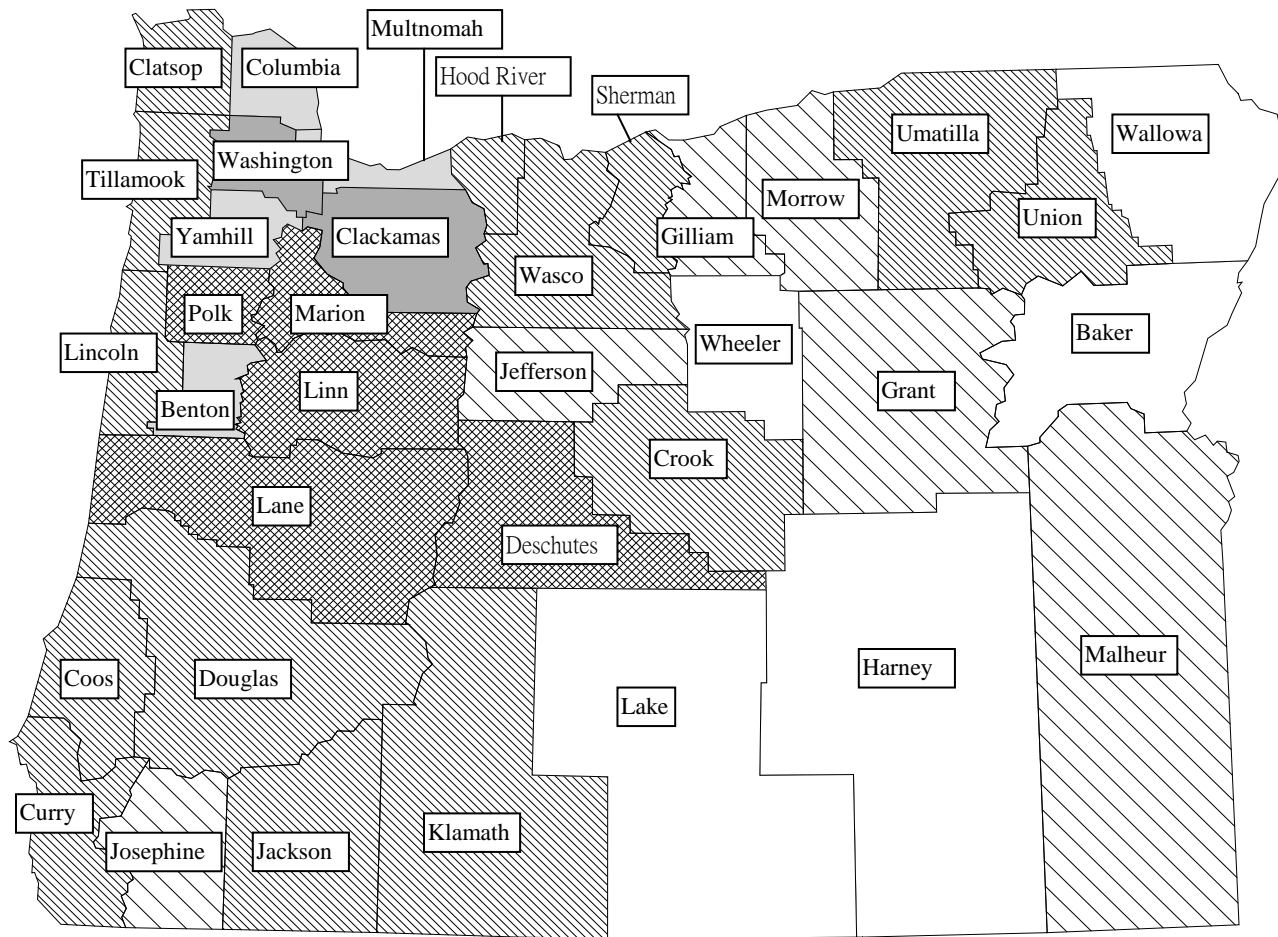 Multnomah
Clatsop
Columbia
Hood River
Sherman
Umatilla
Wallowa
Washington
Tillamook
Morrow
Union
Yamhill
Clackamas
Gilliam
Wasco
Polk
Marion
Baker
Wheeler
Lincoln
Jefferson
Linn
Grant
Benton
Crook
Lane
Deschutes
Malheur
Harney
Coos
Douglas
Lake
Curry
Klamath
Josephine
Jackson